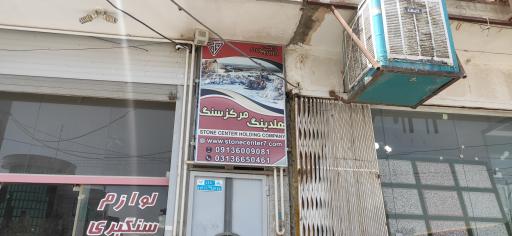 هلدینگ مرکز سنگ
STONE CENTER HOLDING COMPANY
www.stonecenter7.com
09136009081
03136650461
لوازم
سنگبری